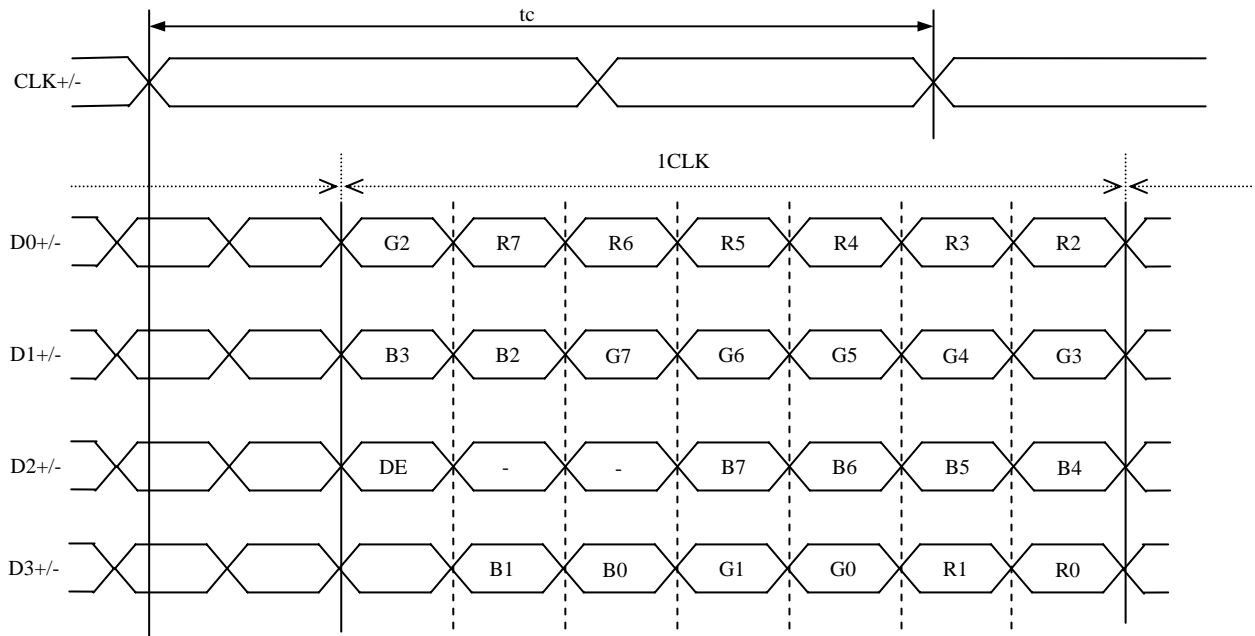 tc
CLK+/-
1CLK
D0+/- G2 R7 R6 R5 R4 R3 R2
D1+/- B3 B2 G7 G6 G5 G4 G3
D2+/- DE - - B7 B6 B5 B4
D3+/- B1 B0 G1 G0 R1 R0